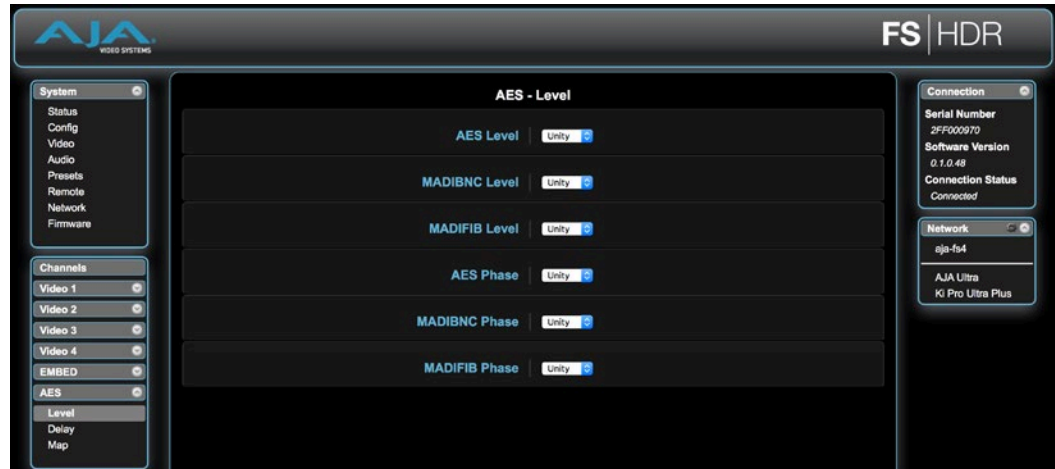 AJA
VIDEO SYSTEMS
FS|HDR
System
Status
Config
Video
Audio
Presets
Remote
Network
Firmware
Channels
Video 1
Video 2
Video 3
Video 4
EMBED
AES
Level
Delay
Map
AES - Level
AES Level Unity
MADIBNC Level Unity
MADIFIB Level Unity
AES Phase Unity
MADIBNC Phase Unity
MADIFIB Phase Unity
Connection
Serial Number
2FF000970
Software Version
0.1.0.48
Connection Status
Connected
Network
aja-fs4
AJA Ultra
Ki Pro Ultra Plus